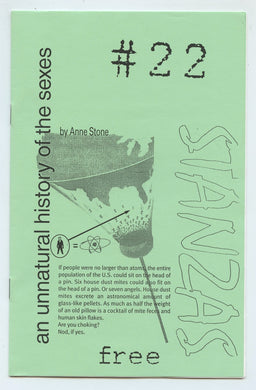 #22
an unnatural history of the sexes
by Anne Stone
STANZAS
=
If people were no larger than atoms, the entire
population of the U.S. could sit on the head of
a pin. Six house dust mites could also fit on
the head of a pin. Or seven angels. House dust
mites excrete an astronomical amount of
glass-like pellets. As much as half the weight
of an old pillow is a cocktail of mite feces and
human skin flakes.
Are you choking?
Nod, if yes.
free